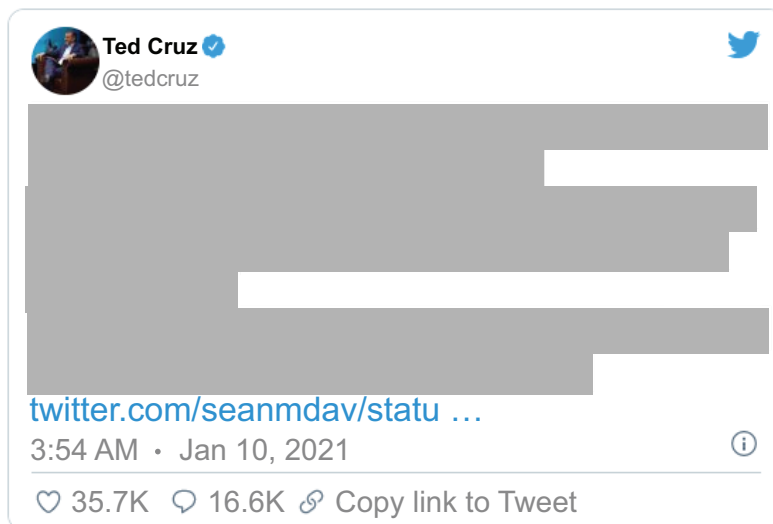 Ted Cruz
@tedcruz
twitter.com/seanmdav/statu …
3:54 AM · Jan 10, 2021
35.7K 16.6K Copy link to Tweet